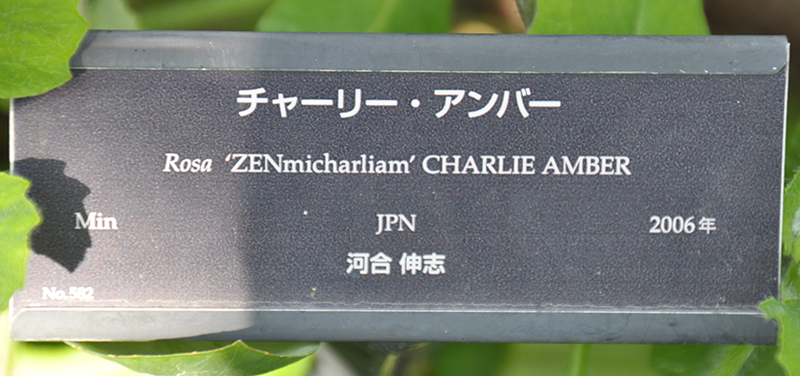 チャーリー・アンバー
Rosa 'ZENmicharliam' CHARLIE AMBER
Min JPN 2006年
河合 伸志
No.582